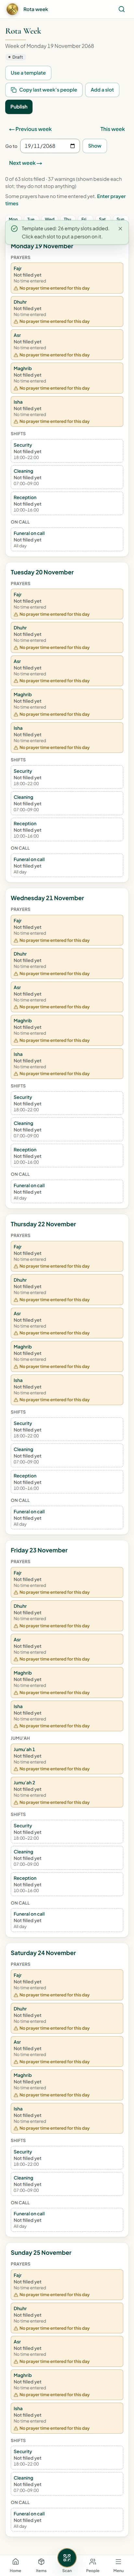 Rota week
Rota Week
Week of Monday 19 November 2068
Draft
Use a template
Copy last week's people
Add a slot
Publish
← Previous week
This week
Go to
19/11/2068
Show
Next week →
0 of 63 slots filled · 37 warnings (shown beside each slot; they do not stop anything)
Some prayers have no time entered yet. Enter prayer times
Mon Tue Wed Thu Fri Sat Sun
Template used: 26 empty slots added. Click each slot to put a person in it.
Monday 19 November
PRAYERS
Fajr
Not filled yet
No time entered
No prayer time entered for this day
Dhuhr
Not filled yet
No time entered
No prayer time entered for this day
Asr
Not filled yet
No time entered
No prayer time entered for this day
Maghrib
Not filled yet
No time entered
No prayer time entered for this day
Isha
Not filled yet
No time entered
No prayer time entered for this day
SHIFTS
Security
Not filled yet
18:00–22:00
Cleaning
Not filled yet
07:00–09:00
Reception
Not filled yet
10:00–16:00
ON CALL
Funeral on call
Not filled yet
All day
Tuesday 20 November
PRAYERS
Fajr
Not filled yet
No time entered
No prayer time entered for this day
Dhuhr
Not filled yet
No time entered
No prayer time entered for this day
Asr
Not filled yet
No time entered
No prayer time entered for this day
Maghrib
Not filled yet
No time entered
No prayer time entered for this day
Isha
Not filled yet
No time entered
No prayer time entered for this day
SHIFTS
Security
Not filled yet
18:00–22:00
Cleaning
Not filled yet
07:00–09:00
Reception
Not filled yet
10:00–16:00
ON CALL
Funeral on call
Not filled yet
All day
Wednesday 21 November
PRAYERS
Fajr
Not filled yet
No time entered
No prayer time entered for this day
Dhuhr
Not filled yet
No time entered
No prayer time entered for this day
Asr
Not filled yet
No time entered
No prayer time entered for this day
Maghrib
Not filled yet
No time entered
No prayer time entered for this day
Isha
Not filled yet
No time entered
No prayer time entered for this day
SHIFTS
Security
Not filled yet
18:00–22:00
Cleaning
Not filled yet
07:00–09:00
Reception
Not filled yet
10:00–16:00
ON CALL
Funeral on call
Not filled yet
All day
Thursday 22 November
PRAYERS
Fajr
Not filled yet
No time entered
No prayer time entered for this day
Dhuhr
Not filled yet
No time entered
No prayer time entered for this day
Asr
Not filled yet
No time entered
No prayer time entered for this day
Maghrib
Not filled yet
No time entered
No prayer time entered for this day
Isha
Not filled yet
No time entered
No prayer time entered for this day
SHIFTS
Security
Not filled yet
18:00–22:00
Cleaning
Not filled yet
07:00–09:00
Reception
Not filled yet
10:00–16:00
ON CALL
Funeral on call
Not filled yet
All day
Friday 23 November
PRAYERS
Fajr
Not filled yet
No time entered
No prayer time entered for this day
Dhuhr
Not filled yet
No time entered
No prayer time entered for this day
Asr
Not filled yet
No time entered
No prayer time entered for this day
Maghrib
Not filled yet
No time entered
No prayer time entered for this day
Isha
Not filled yet
No time entered
No prayer time entered for this day
JUMU'AH
Jumu'ah 1
Not filled yet
No time entered
No prayer time entered for this day
Jumu'ah 2
Not filled yet
No time entered
No prayer time entered for this day
SHIFTS
Security
Not filled yet
18:00–22:00
Cleaning
Not filled yet
07:00–09:00
Reception
Not filled yet
10:00–16:00
ON CALL
Funeral on call
Not filled yet
All day
Saturday 24 November
PRAYERS
Fajr
Not filled yet
No time entered
No prayer time entered for this day
Dhuhr
Not filled yet
No time entered
No prayer time entered for this day
Asr
Not filled yet
No time entered
No prayer time entered for this day
Maghrib
Not filled yet
No time entered
No prayer time entered for this day
Isha
Not filled yet
No time entered
No prayer time entered for this day
SHIFTS
Security
Not filled yet
18:00–22:00
Cleaning
Not filled yet
07:00–09:00
ON CALL
Funeral on call
Not filled yet
All day
Sunday 25 November
PRAYERS
Fajr
Not filled yet
No time entered
No prayer time entered for this day
Dhuhr
Not filled yet
No time entered
No prayer time entered for this day
Asr
Not filled yet
No time entered
No prayer time entered for this day
Maghrib
Not filled yet
No time entered
No prayer time entered for this day
Isha
Not filled yet
No time entered
No prayer time entered for this day
SHIFTS
Security
Not filled yet
18:00–22:00
Cleaning
Not filled yet
07:00–09:00
ON CALL
Funeral on call
Not filled yet
All day
Home
Items
Scan
People
Menu